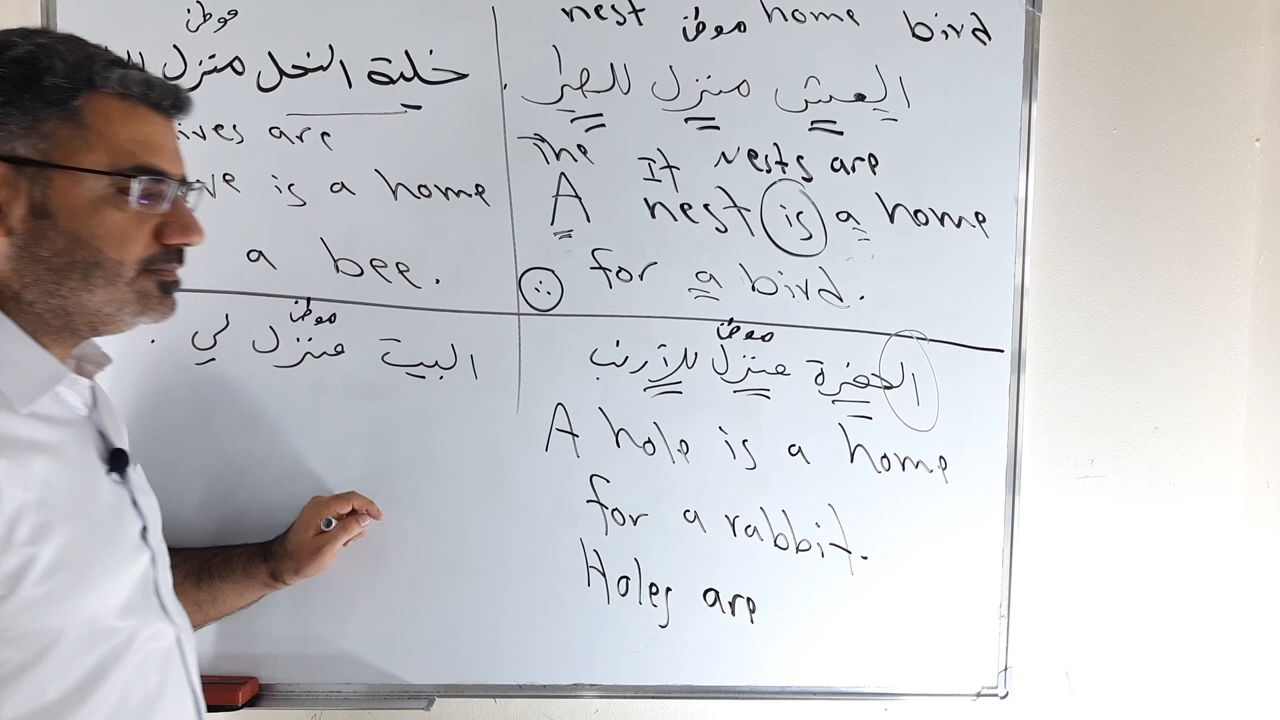 nest موطن home bird
العش منزل للطير.
The It Nests are
A nest is a home
for a bird.
موطن
خلية النحل منزل
ives are
ve is a home
a bee.
موطن
الحفرة منزل للأرنب
A hole is a home
for a rabbit.
Holes are
موطن
البيت منزل لي .